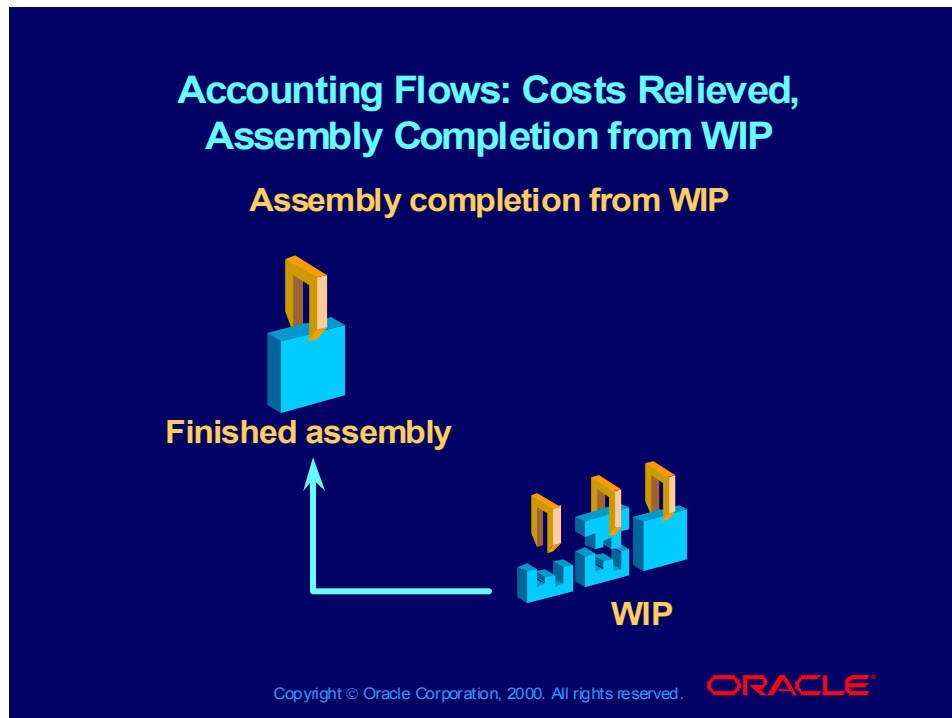 Accounting Flows: Costs Relieved,
Assembly Completion from WIP
Assembly completion from WIP
Finished assembly
WIP
Copyright © Oracle Corporation, 2000. All rights reserved.
ORACLE®